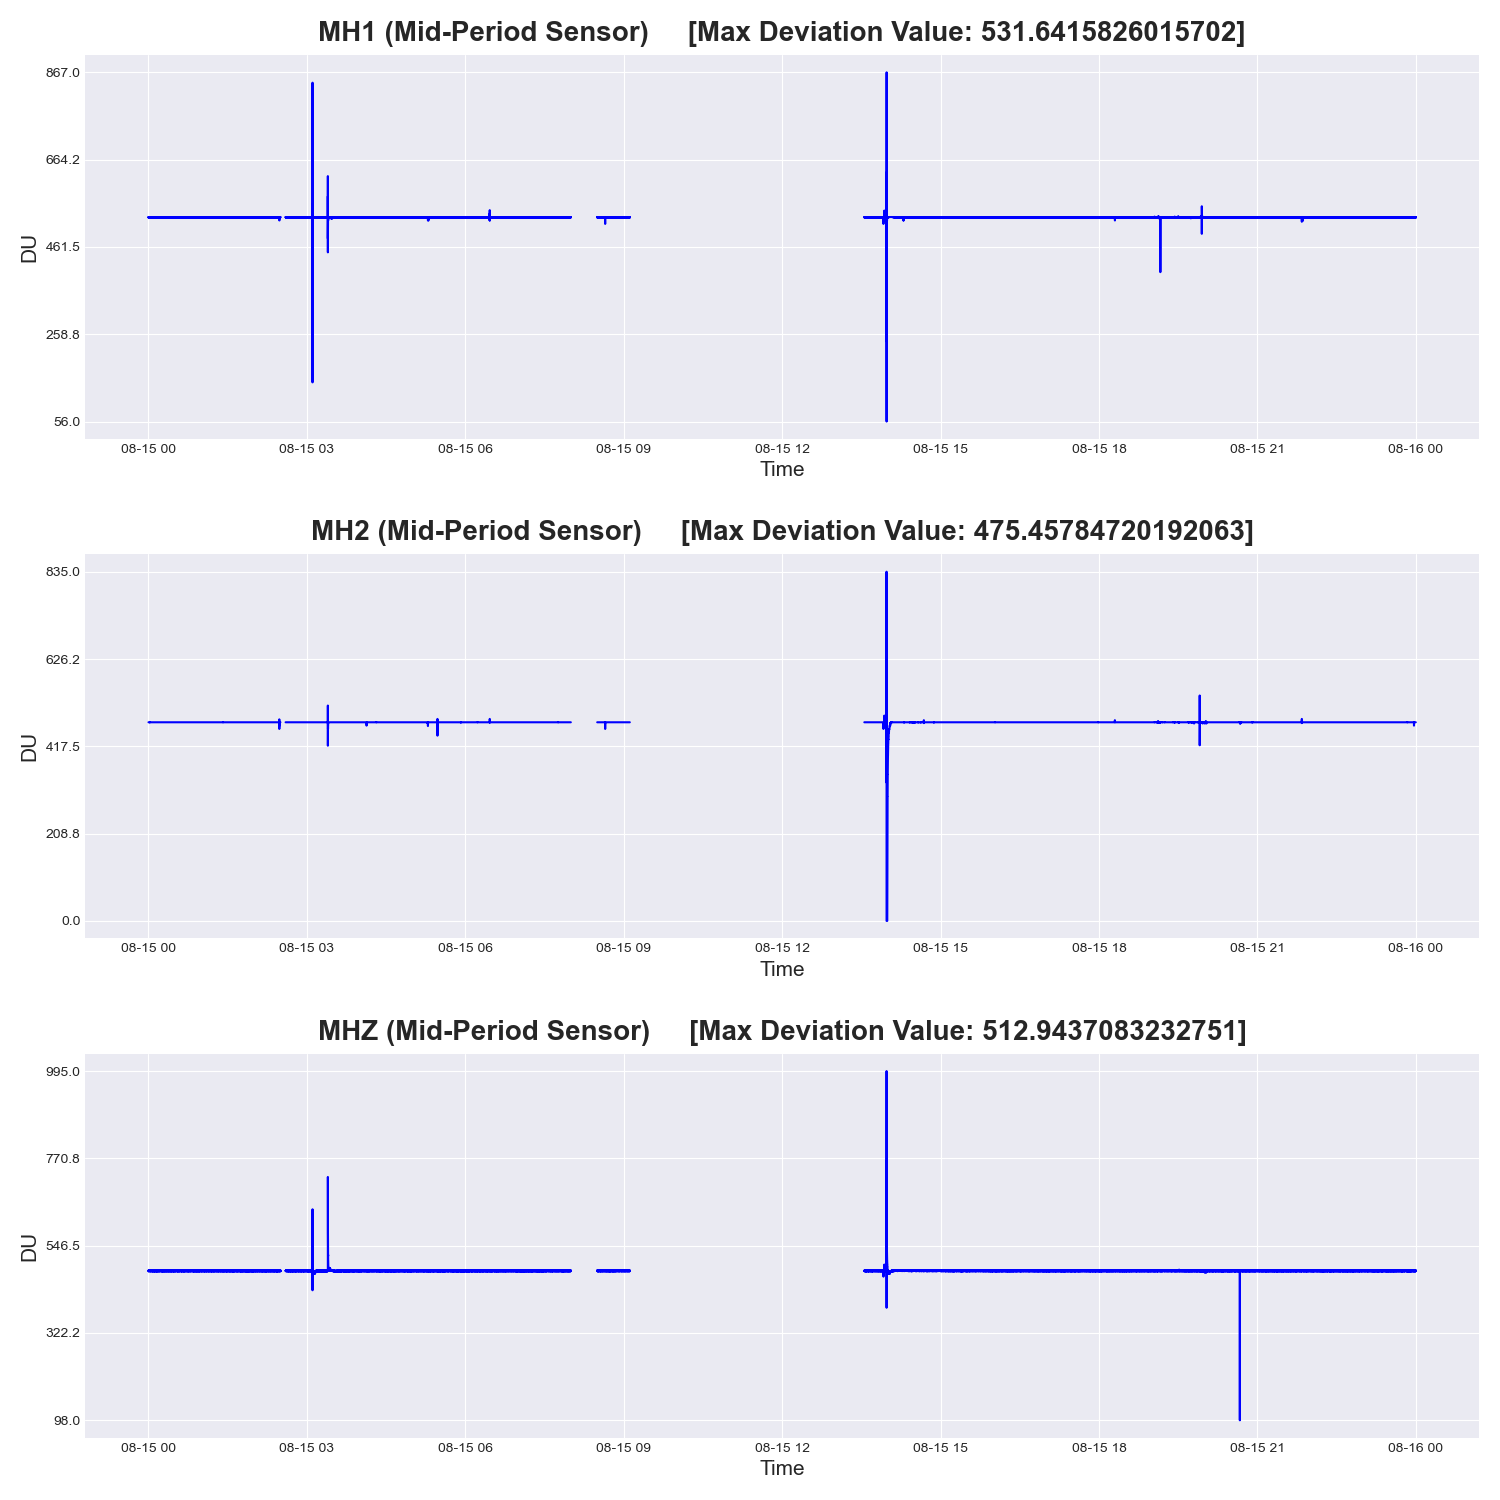 MH1 (Mid-Period Sensor) [Max Deviation Value: 531.6415826015702]
867.0
664.2
461.5
258.8
56.0
DU
08-15 00 08-15 03 08-15 06 08-15 09 08-15 12 08-15 15 08-15 18 08-15 21 08-16 00
Time
MH2 (Mid-Period Sensor) [Max Deviation Value: 475.45784720192063]
835.0
626.2
417.5
208.8
0.0
DU
08-15 00 08-15 03 08-15 06 08-15 09 08-15 12 08-15 15 08-15 18 08-15 21 08-16 00
Time
MHZ (Mid-Period Sensor) [Max Deviation Value: 512.9437083232751]
995.0
770.8
546.5
322.2
98.0
DU
08-15 00 08-15 03 08-15 06 08-15 09 08-15 12 08-15 15 08-15 18 08-15 21 08-16 00
Time